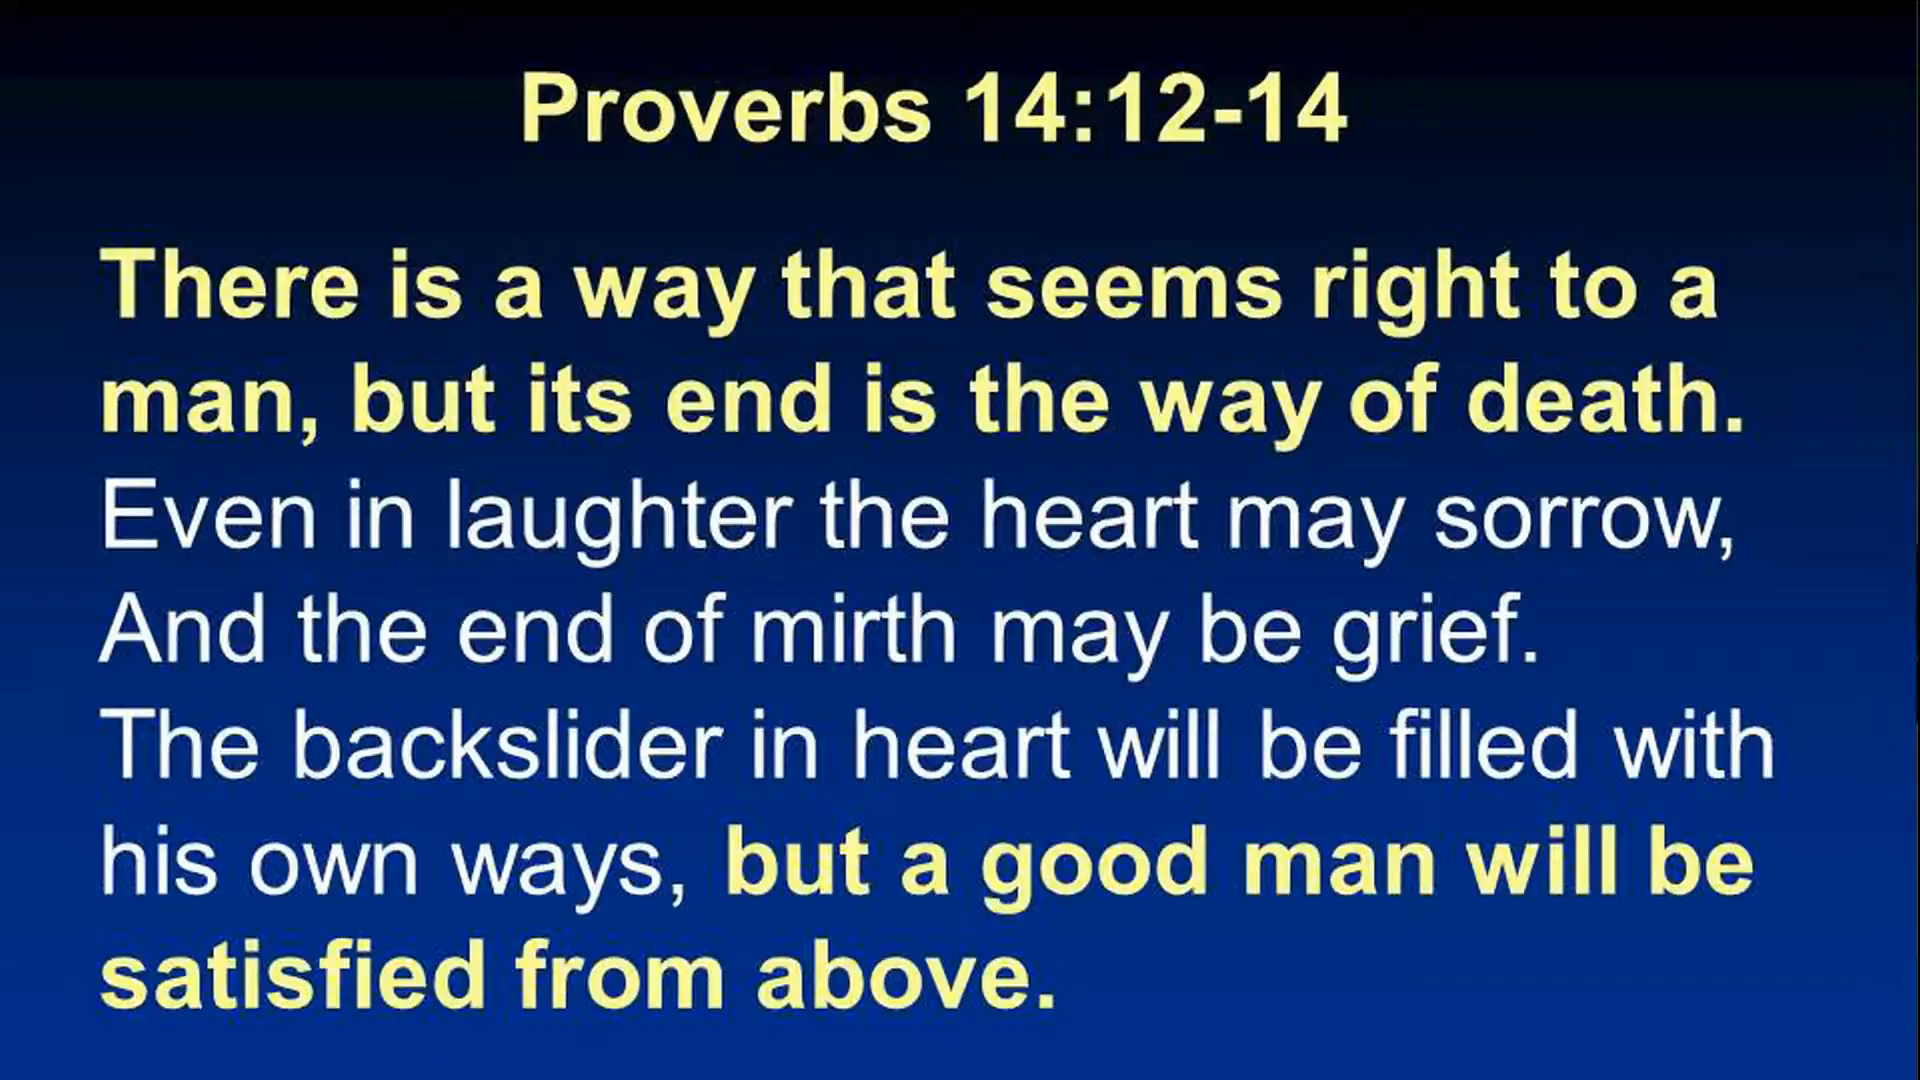 Proverbs 14:12-14
There is a way that seems right to a
man, but its end is the way of death.
Even in laughter the heart may sorrow,
And the end of mirth may be grief.
The backslider in heart will be filled with
his own ways, but a good man will be
satisfied from above.